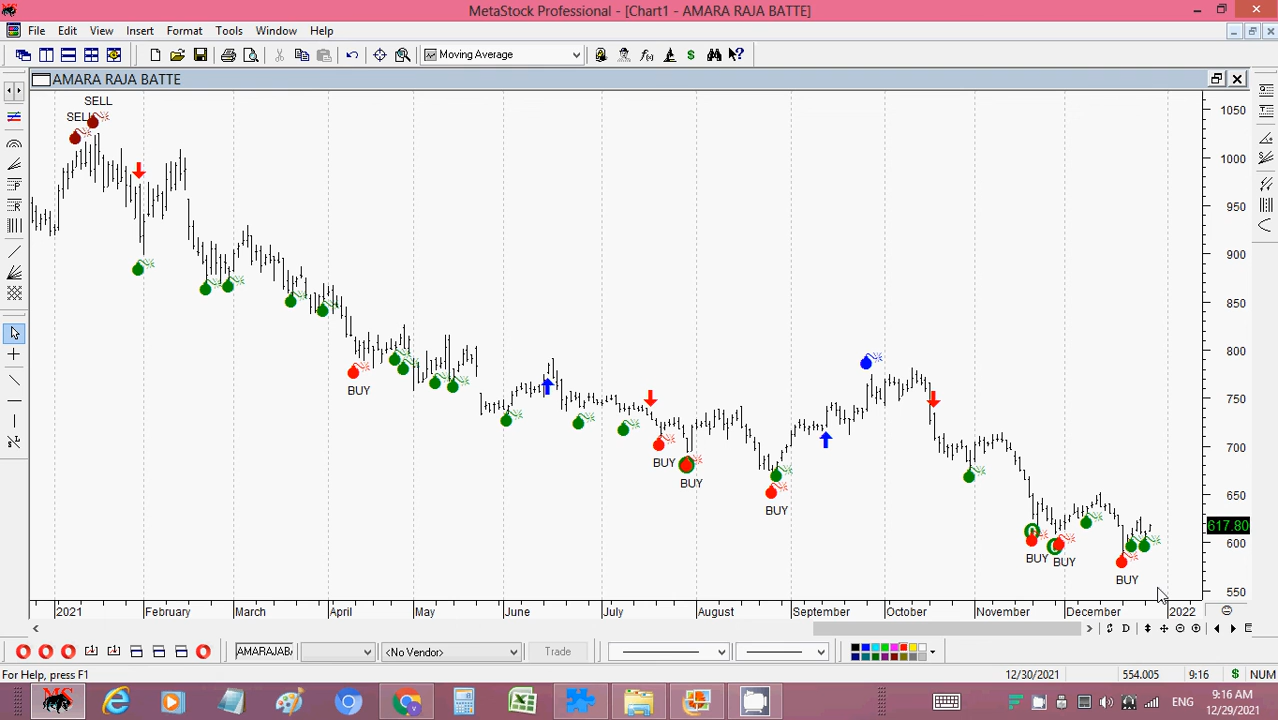 MetaStock Professional - [Chart1 - AMARA RAJA BATTE]
File Edit View Insert Format Tools Window Help
Moving Average
AMARA RAJA BATTE
SELL
SELL
1050
1000
950
900
850
800
750
700
650
617.80
600
550
BUY
BUY
BUY
BUY
BUY
BUY
BUY
2021 February March April May June July August September October November December 2022
D
AMARAJABA
<No Vendor>
Trade
For Help, press F1
12/30/2021
554.005
9:16
$ NUM
ENG
9:16 AM
12/29/2021